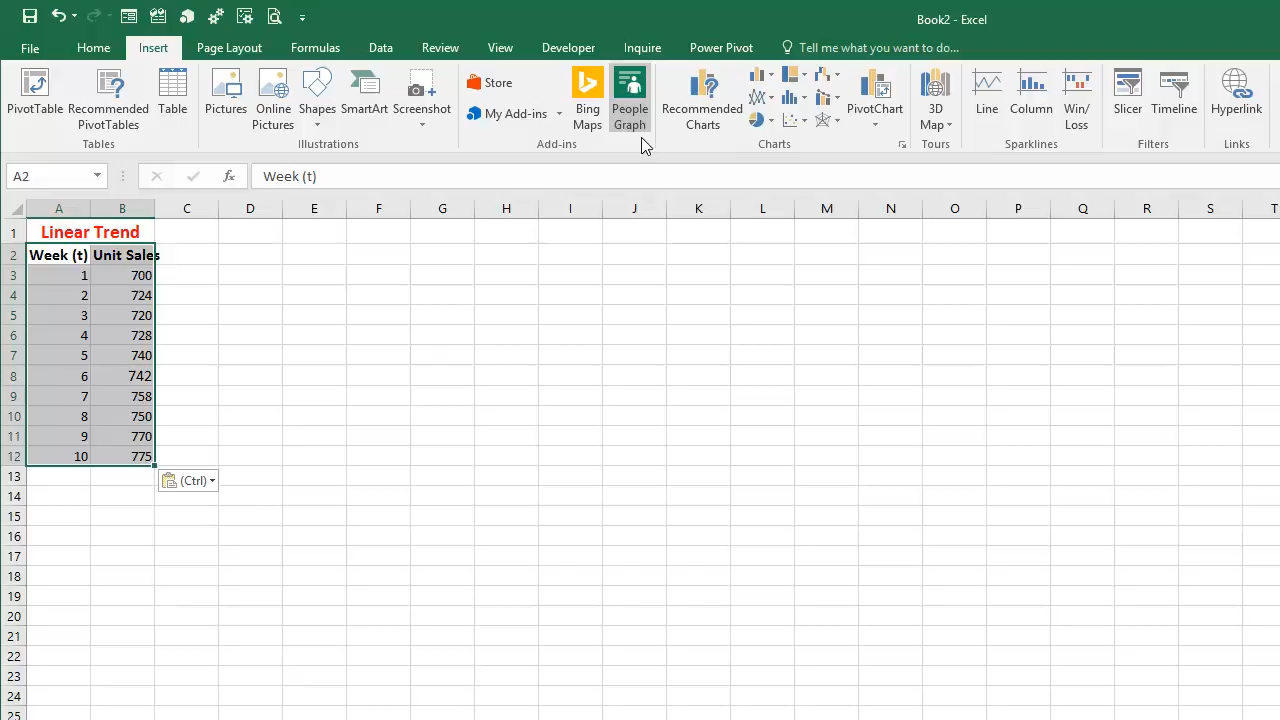 Book2 - Excel
File Home Insert Page Layout Formulas Data Review View Developer Inquire Power Pivot Tell me what you want to do...
PivotTable Recommended PivotTables Table Pictures Online Pictures Shapes SmartArt Screenshot Store My Add-ins Bing Maps People Graph Recommended Charts PivotChart 3D Map Line Column Win/Loss Slicer Timeline Hyperlink
Tables Illustrations Add-ins Charts Tours Sparklines Filters Links
A2 fx Week (t)
A B C D E F G H I J K L M N O P Q R S T
1 Linear Trend
2 Week (t) Unit Sales
3 1 700
4 2 724
5 3 720
6 4 728
7 5 740
8 6 742
9 7 758
10 8 750
11 9 770
12 10 775
13 (Ctrl)
14
15
16
17
18
19
20
21
22
23
24
25